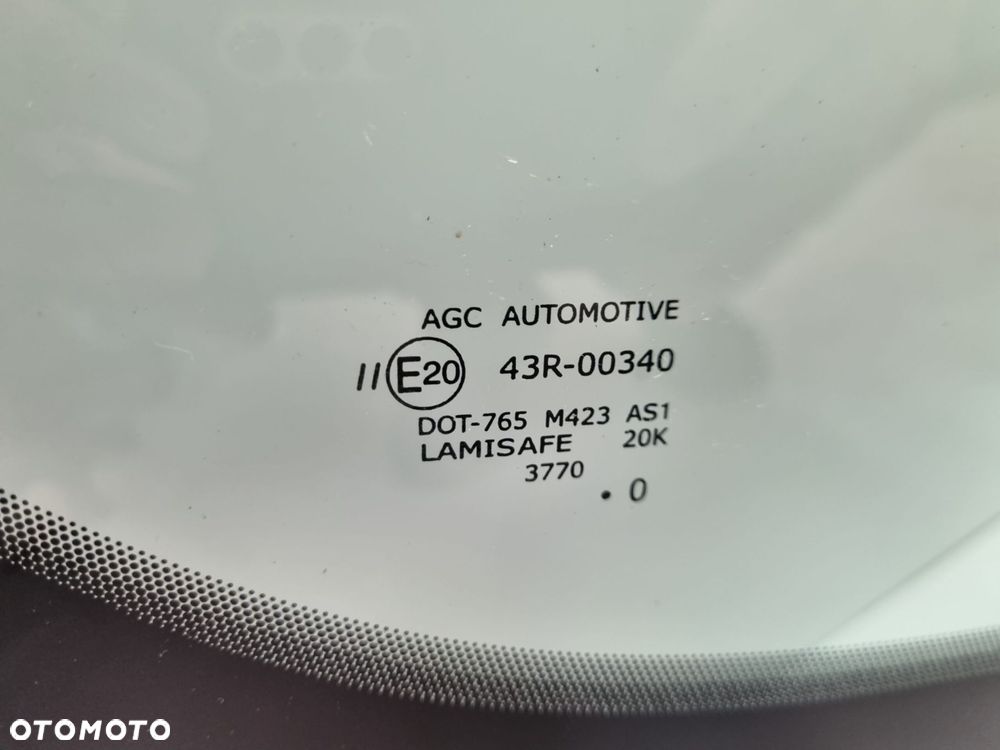 AGC AUTOMOTIVE
II E20 43R-00340
DOT-765 M423 AS1
LAMISAFE 20K
3770
. 0
OTOMOTO